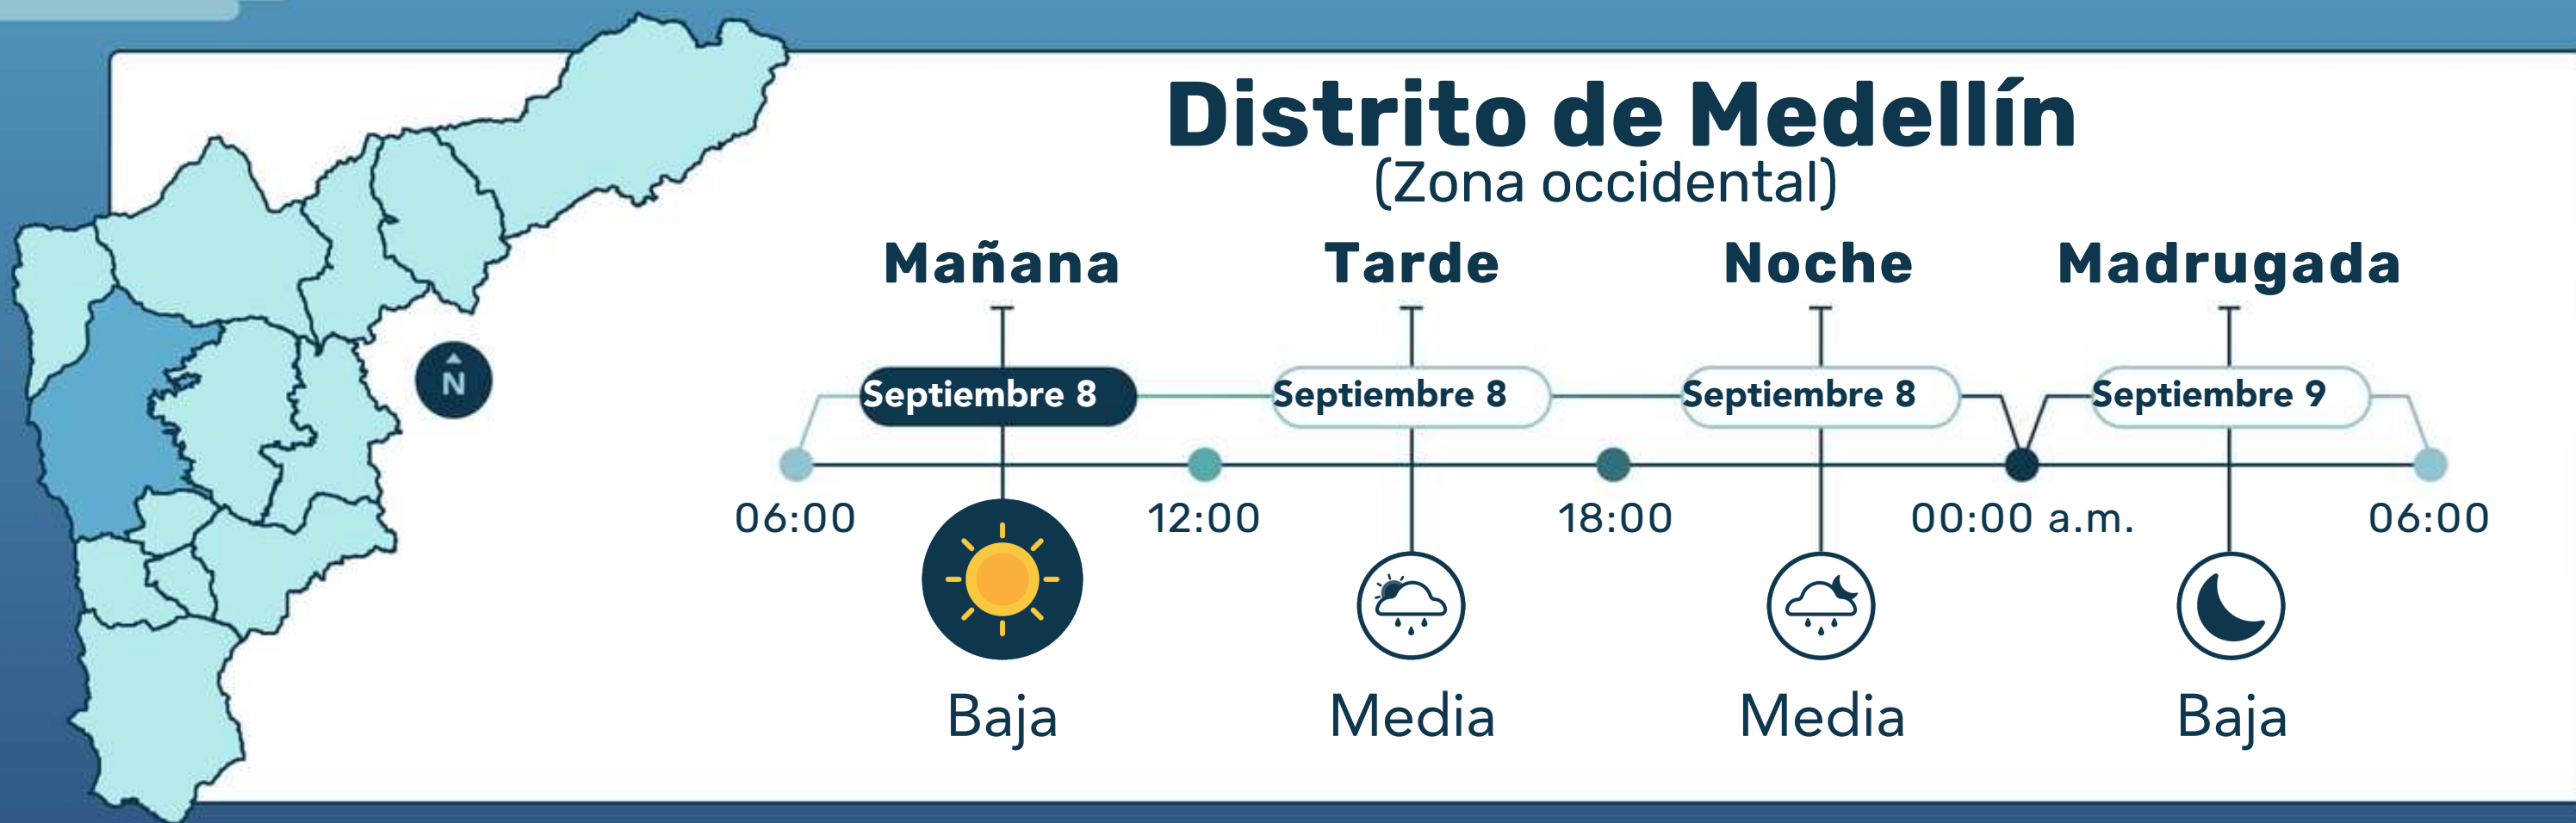 Distrito de Medellín
(Zona occidental)
Mañana Tarde Noche Madrugada
N
Septiembre 8 Septiembre 8 Septiembre 8 Septiembre 9
06:00 12:00 18:00 00:00 a.m. 06:00
Baja Media Media Baja